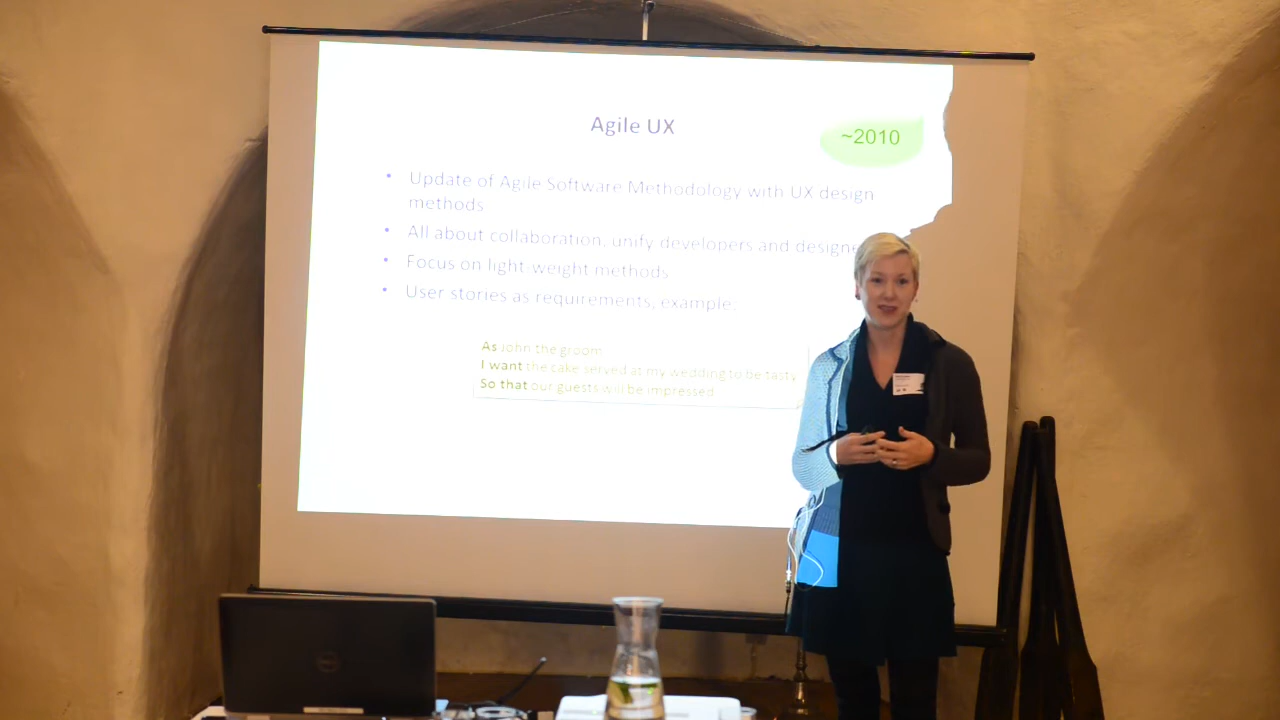 Agile UX
~2010
Update of Agile Software Methodology with UX design
methods
All about collaboration, unify developers and designe
Focus on light-weight methods
User stories as requirements, example:
As John the groom
I want the cake served at my wedding to be tasty
So that our guests will be impressed